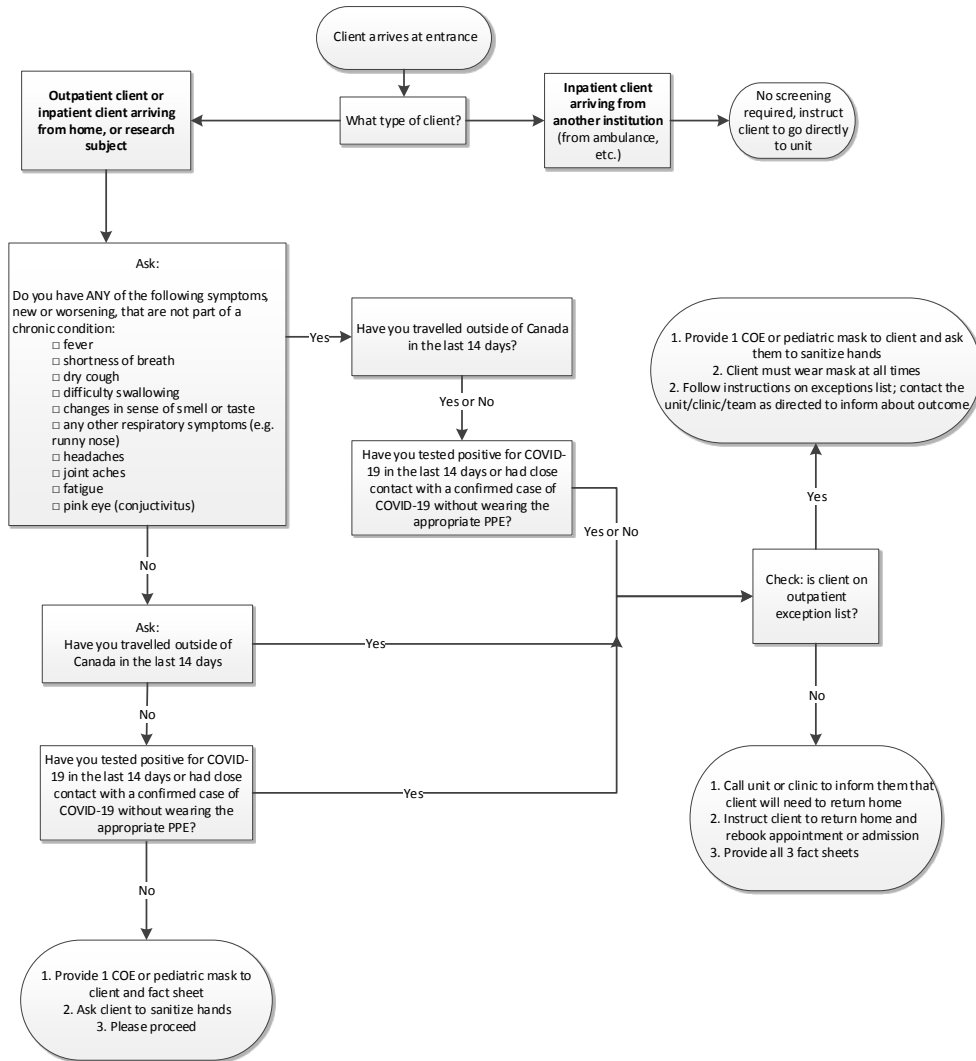 Client arrives at entrance
Outpatient client or
inpatient client arriving
from home, or research
subject
What type of client?
Inpatient client
arriving from
another institution
(from ambulance,
etc.)
No screening
required, instruct
client to go directly
to unit
Ask:
Do you have ANY of the following symptoms,
new or worsening, that are not part of a
chronic condition:
□ fever
□ shortness of breath
□ dry cough
□ difficulty swallowing
□ changes in sense of smell or taste
□ any other respiratory symptoms (e.g.
runny nose)
□ headaches
□ joint aches
□ fatigue
□ pink eye (conjuctivitus)
Yes
Have you travelled outside of Canada
in the last 14 days?
Yes or No
Have you tested positive for COVID-
19 in the last 14 days or had close
contact with a confirmed case of
COVID-19 without wearing the
appropriate PPE?
Yes or No
1. Provide 1 COE or pediatric mask to client and ask
them to sanitize hands
2. Client must wear mask at all times
2. Follow instructions on exceptions list; contact the
unit/clinic/team as directed to inform about outcome
Yes
Check: is client on
outpatient
exception list?
No
1. Call unit or clinic to inform them that
client will need to return home
2. Instruct client to return home and
rebook appointment or admission
3. Provide all 3 fact sheets
No
Ask:
Have you travelled outside of
Canada in the last 14 days
Yes
No
Have you tested positive for COVID-
19 in the last 14 days or had close
contact with a confirmed case of
COVID-19 without wearing the
appropriate PPE?
Yes
No
1. Provide 1 COE or pediatric mask to
client and fact sheet
2. Ask client to sanitize hands
3. Please proceed